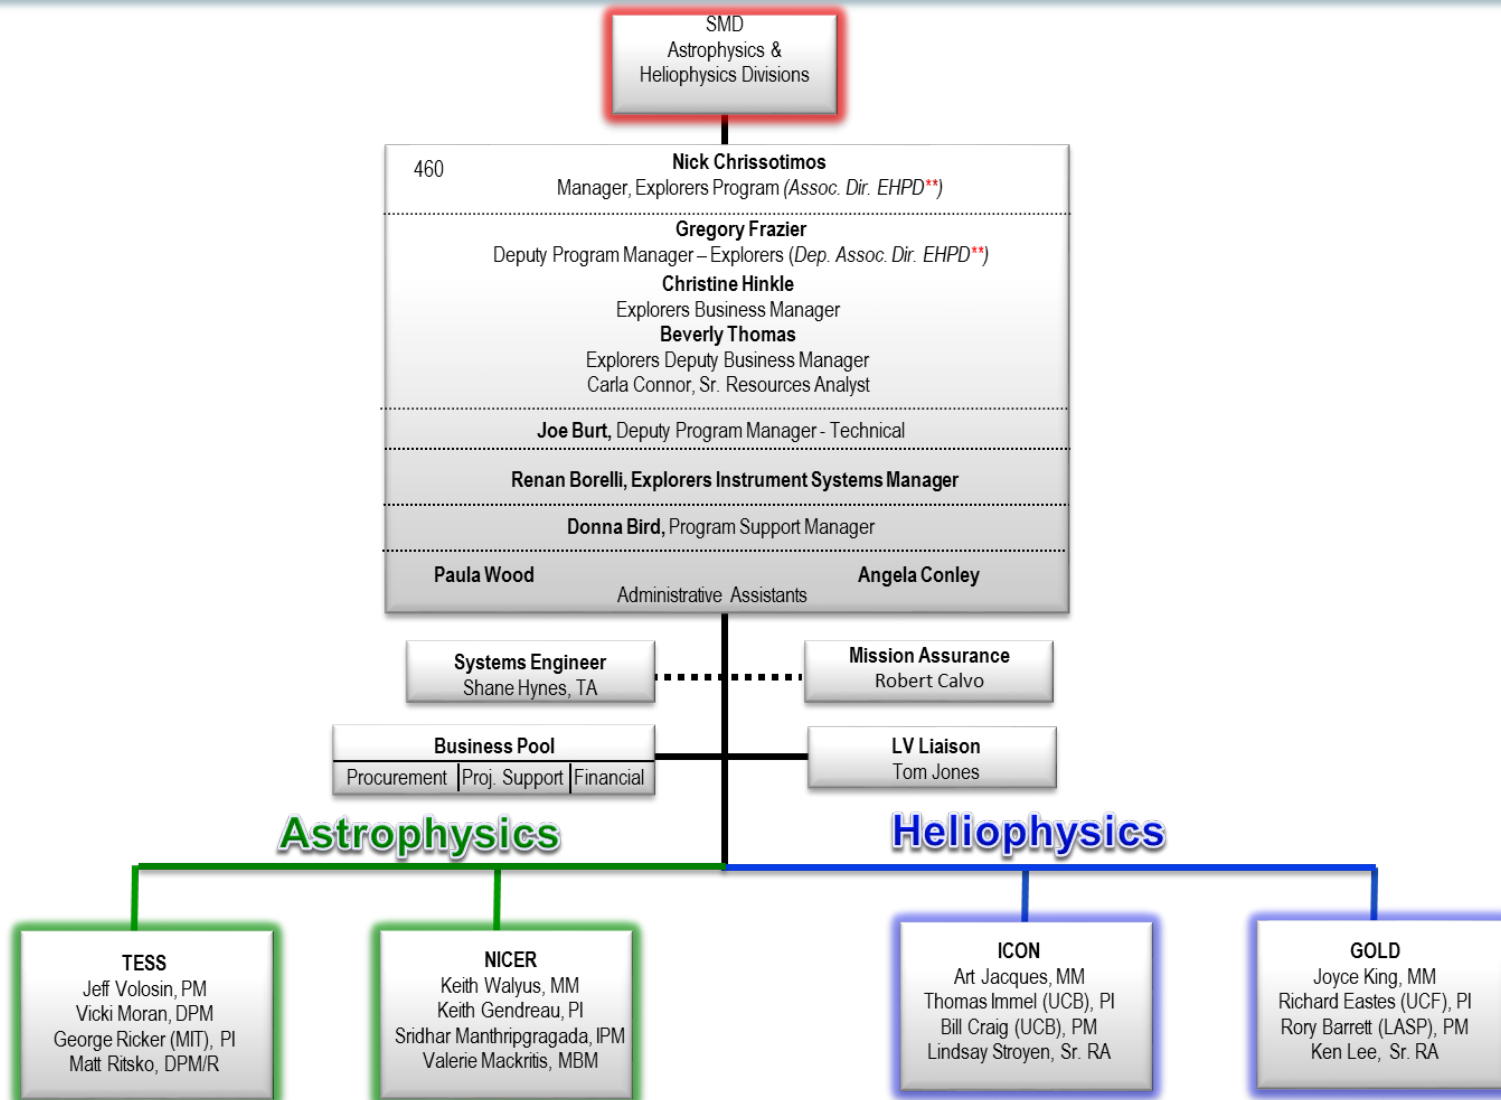 SMD
Astrophysics &
Heliophysics Divisions
460
Nick Chrissotimos
Manager, Explorers Program (Assoc. Dir. EHPD**)
Gregory Frazier
Deputy Program Manager – Explorers (Dep. Assoc. Dir. EHPD**)
Christine Hinkle
Explorers Business Manager
Beverly Thomas
Explorers Deputy Business Manager
Carla Connor, Sr. Resources Analyst
Joe Burt, Deputy Program Manager - Technical
Renan Borelli, Explorers Instrument Systems Manager
Donna Bird, Program Support Manager
Paula Wood
Angela Conley
Administrative Assistants
Systems Engineer
Shane Hynes, TA
Mission Assurance
Robert Calvo
Business Pool
Procurement Proj. Support Financial
LV Liaison
Tom Jones
Astrophysics
Heliophysics
TESS
Jeff Volosin, PM
Vicki Moran, DPM
George Ricker (MIT), PI
Matt Ritsko, DPM/R
NICER
Keith Walyus, MM
Keith Gendreau, PI
Sridhar Manthripgragada, IPM
Valerie Mackritis, MBM
ICON
Art Jacques, MM
Thomas Immel (UCB), PI
Bill Craig (UCB), PM
Lindsay Stroyen, Sr. RA
GOLD
Joyce King, MM
Richard Eastes (UCF), PI
Rory Barrett (LASP), PM
Ken Lee, Sr. RA